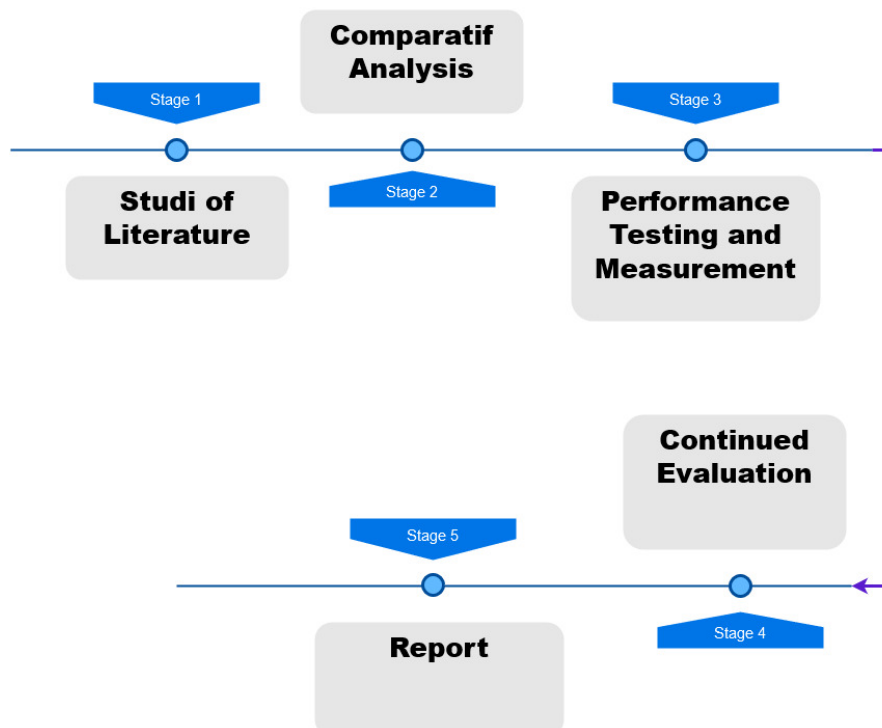 Comparatif
Analysis
Stage 1
Stage 3
Stage 2
Studi of
Literature
Performance
Testing and
Measurement
Continued
Evaluation
Stage 5
Stage 4
Report